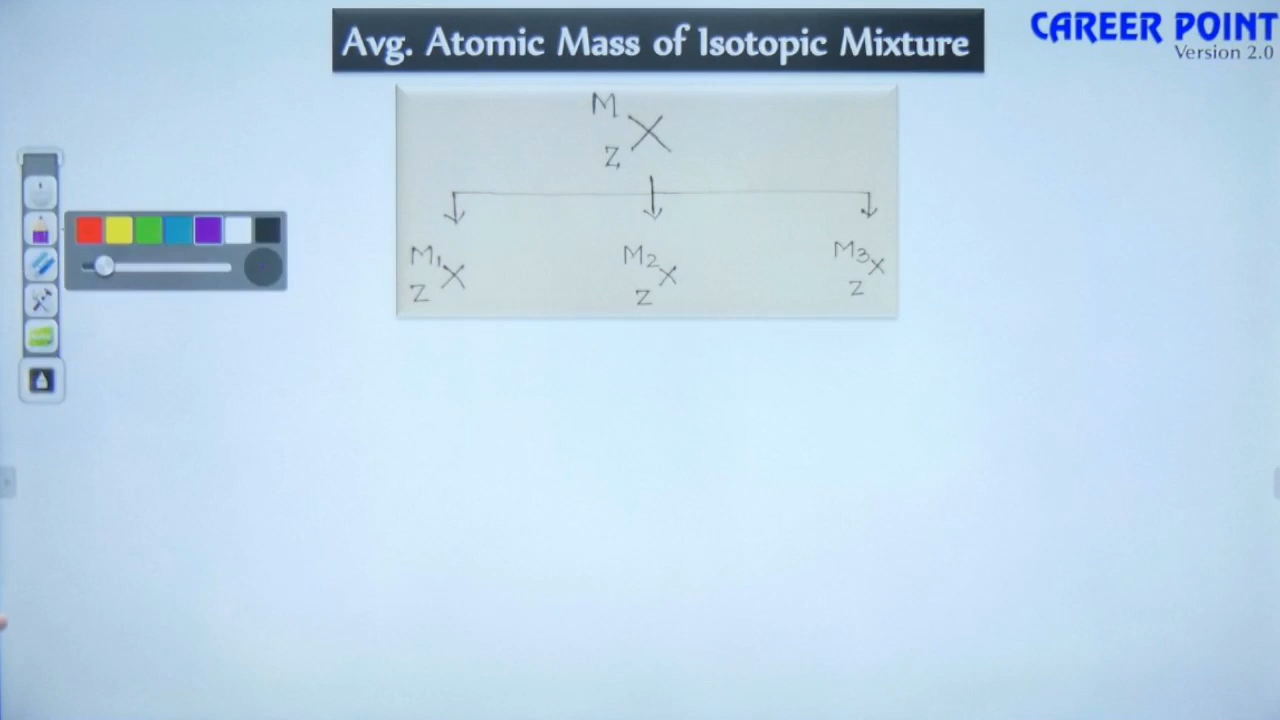 Avg. Atomic Mass of Isotopic Mixture
CAREER POINT
Version 2.0
M
X
Z
M1 X
Z
M2 X
Z
M3 X
Z